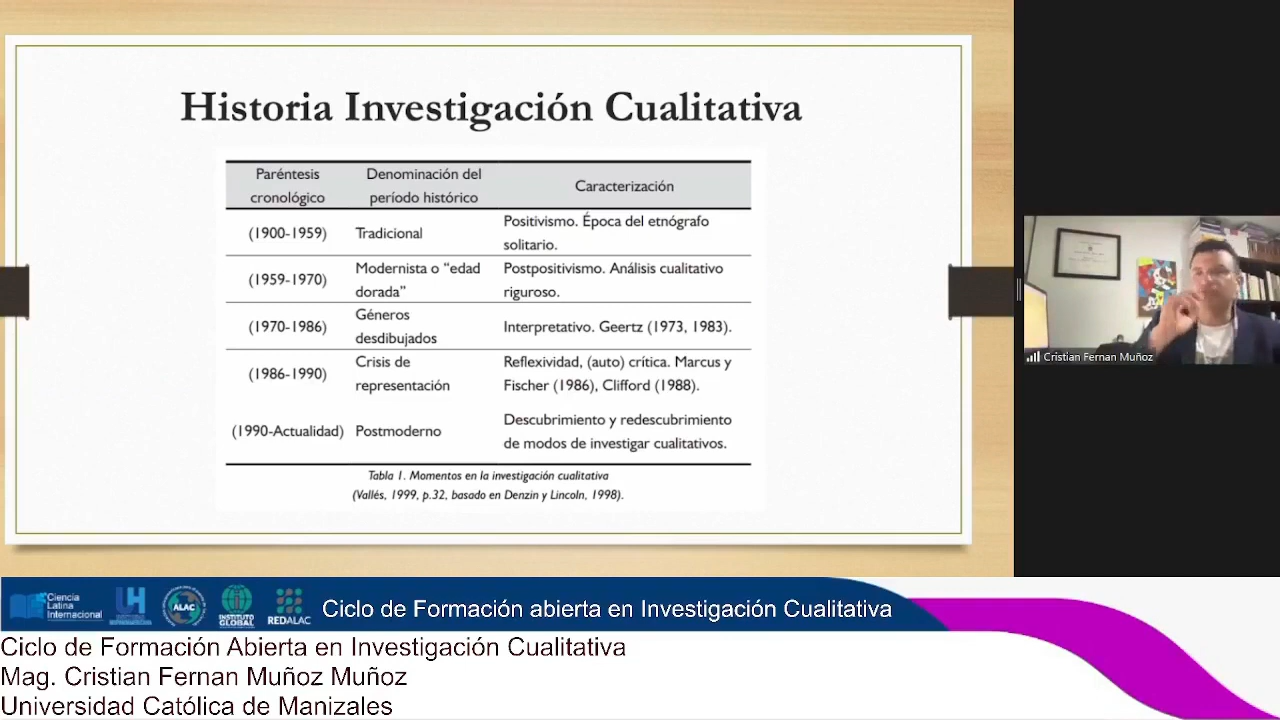 Historia Investigación Cualitativa
Paréntesis cronológico
Denominación del período histórico
Caracterización
(1900-1959)
Tradicional
Positivismo. Época del etnógrafo
solitario.
(1959-1970)
Modernista o “edad
dorada”
Postpositivismo. Análisis cualitativo
riguroso.
(1970-1986)
Géneros
desdibujados
Interpretativo. Geertz (1973, 1983).
(1986-1990)
Crisis de
representación
Reflexividad, (auto) crítica. Marcus y
Fischer (1986), Clifford (1988).
(1990-Actualidad)
Postmoderno
Descubrimiento y redescubrimiento
de modos de investigar cualitativos.
Tabla 1. Momentos en la investigación cualitativa
(Vallés, 1999, p.32, basado en Denzin y Lincoln, 1998).
Cristian Fernan Muñoz
Ciencia
Latina
Internacional
ALAC
INSTITUTO
GLOBAL
REDALAC
Ciclo de Formación abierta en Investigación Cualitativa
Ciclo de Formación Abierta en Investigación Cualitativa
Mag. Cristian Fernan Muñoz Muñoz
Universidad Católica de Manizales